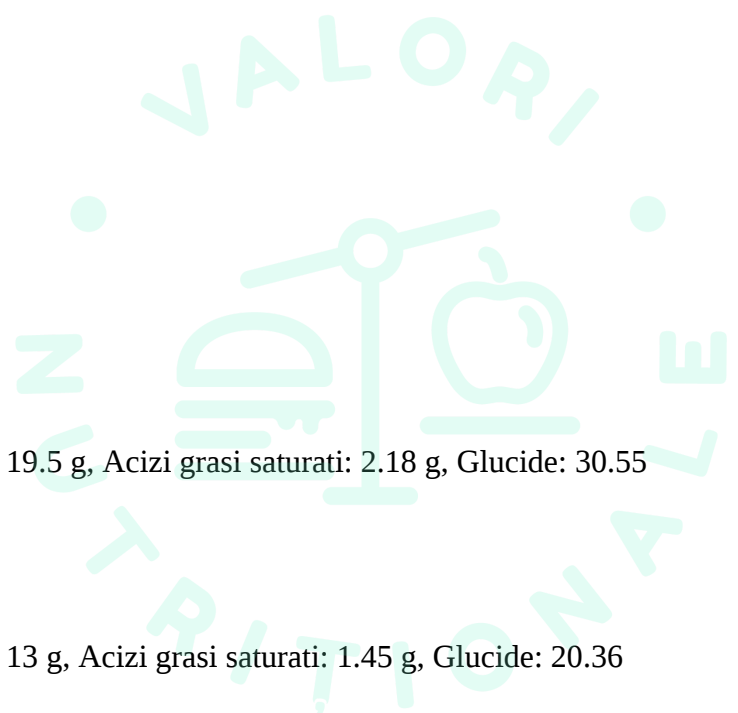 VALORI
19.5 g, Acizi grasi saturati: 2.18 g, Glucide: 30.55
13 g, Acizi grasi saturati: 1.45 g, Glucide: 20.36
NUTRIȚIONALE